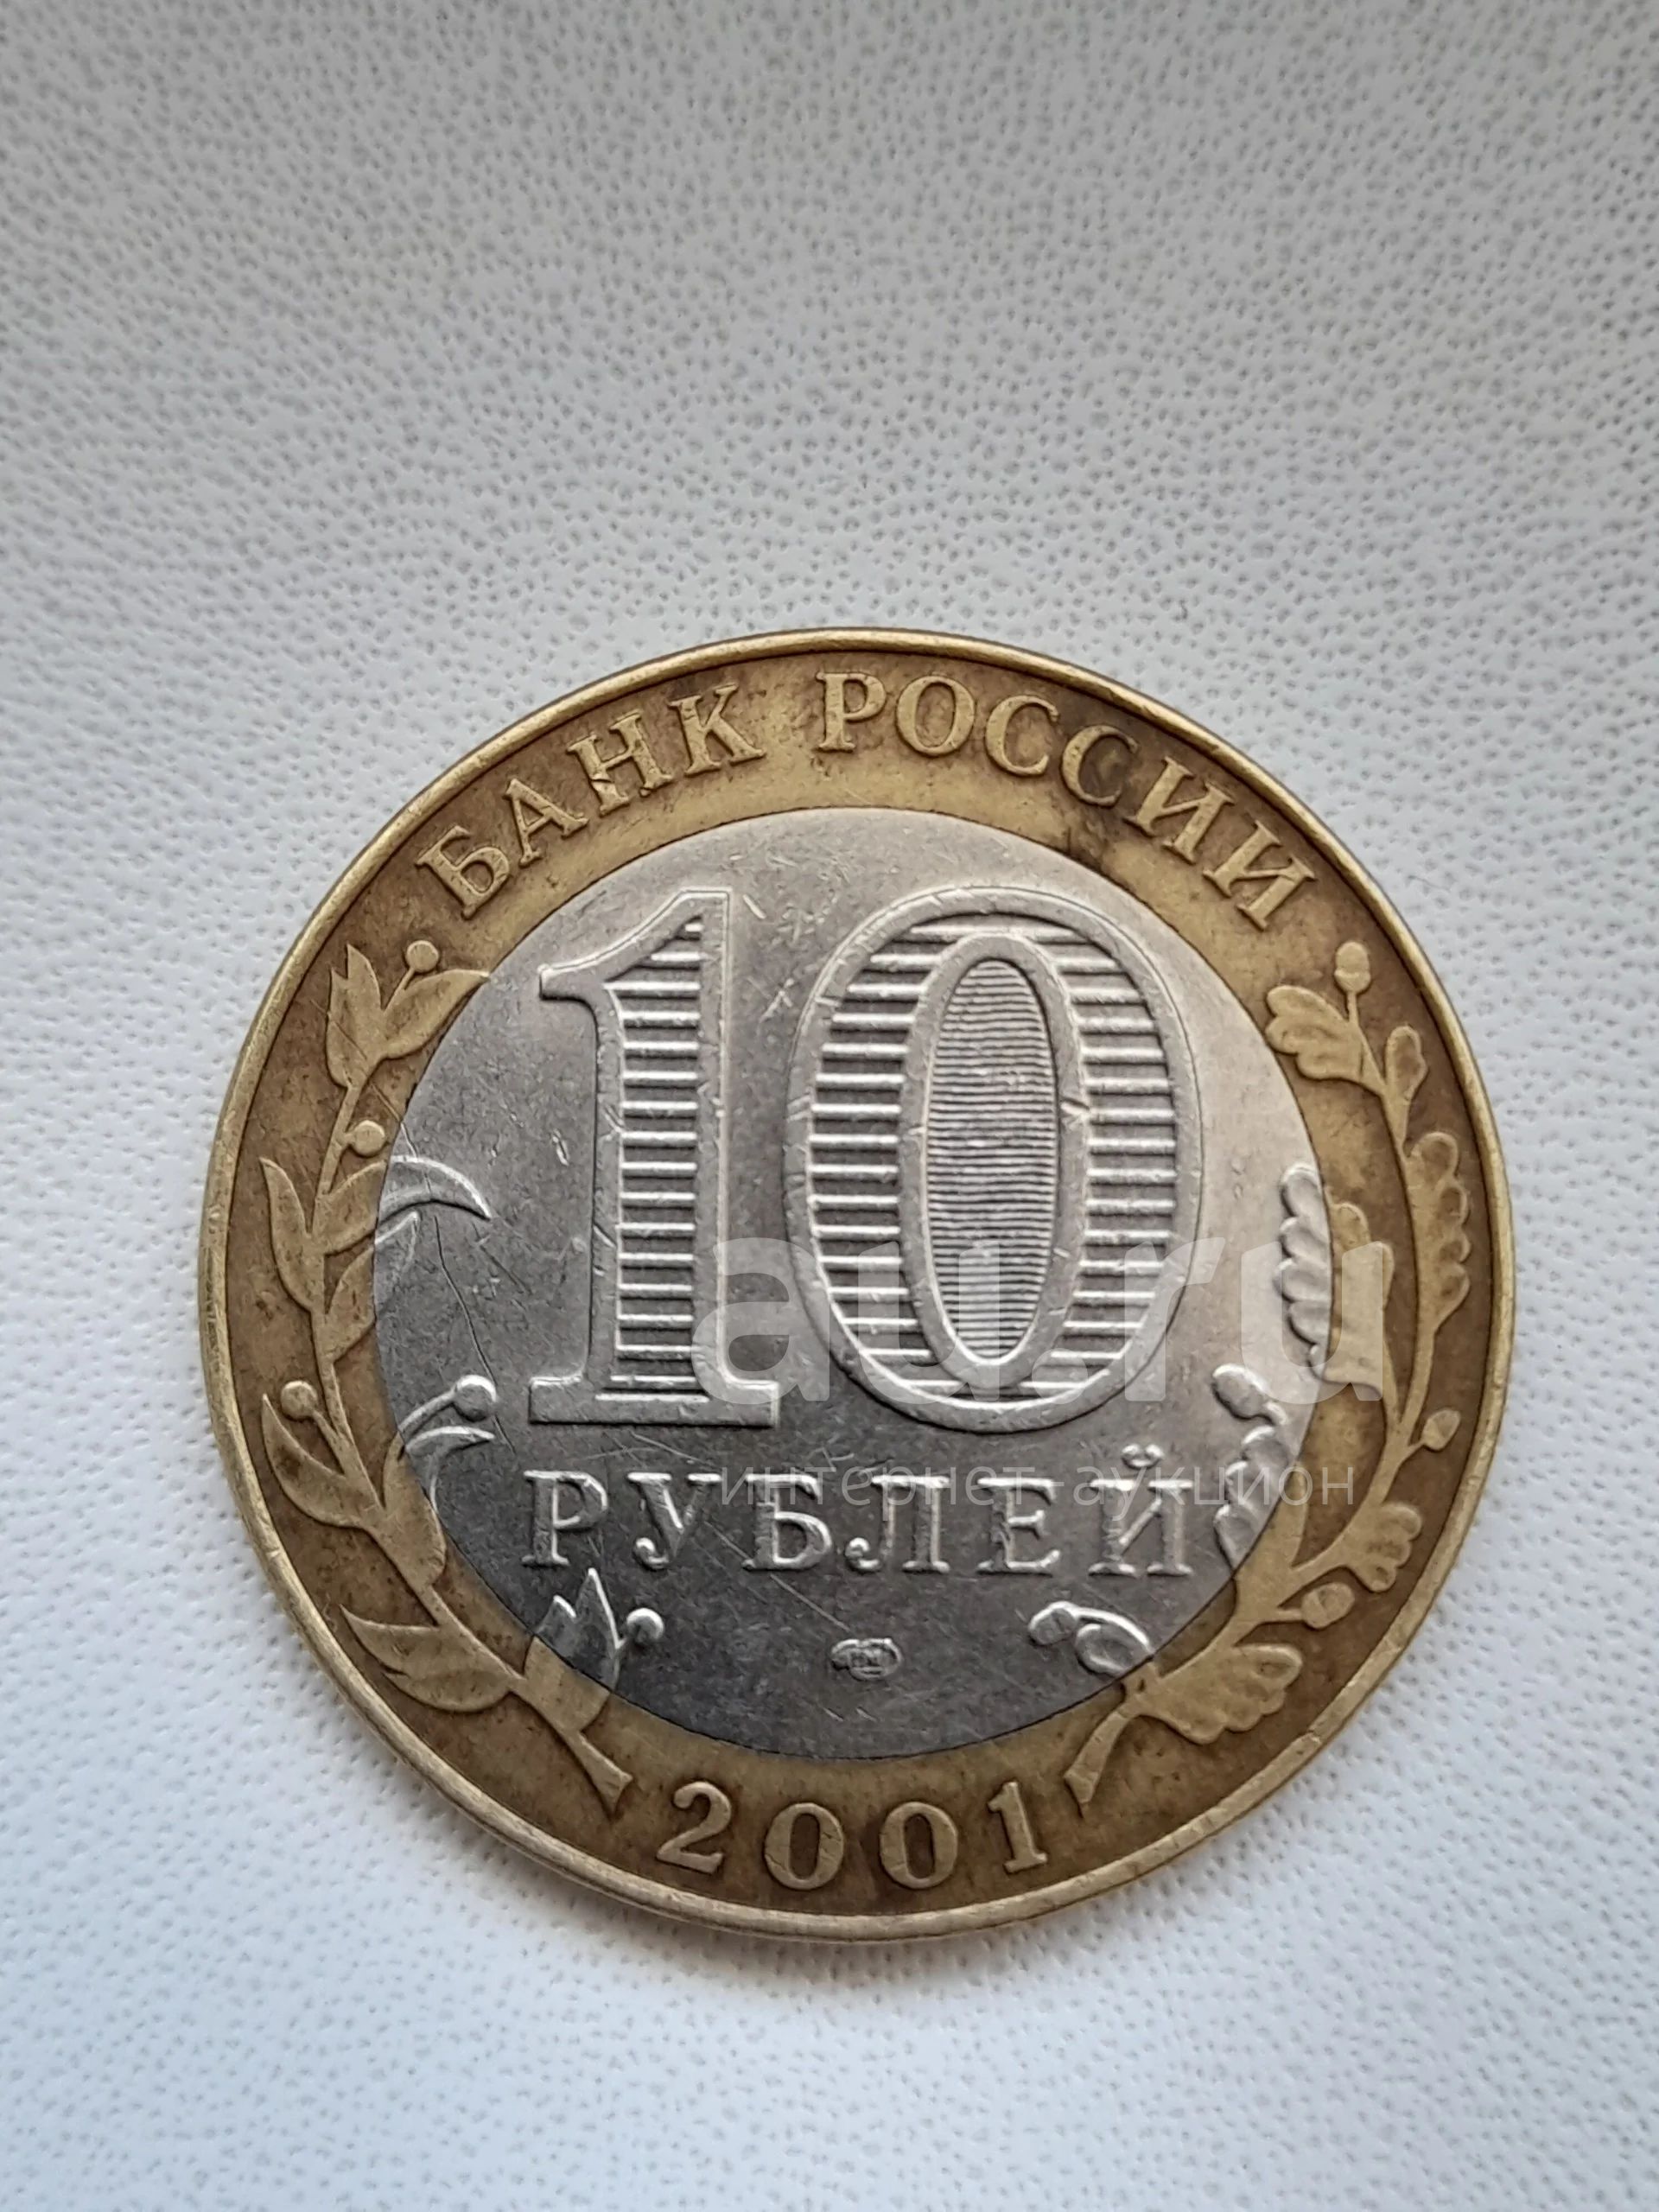 БАНК РОССИИ
10
au.ru
интернет-аукцион
РУБЛЕЙ
2001